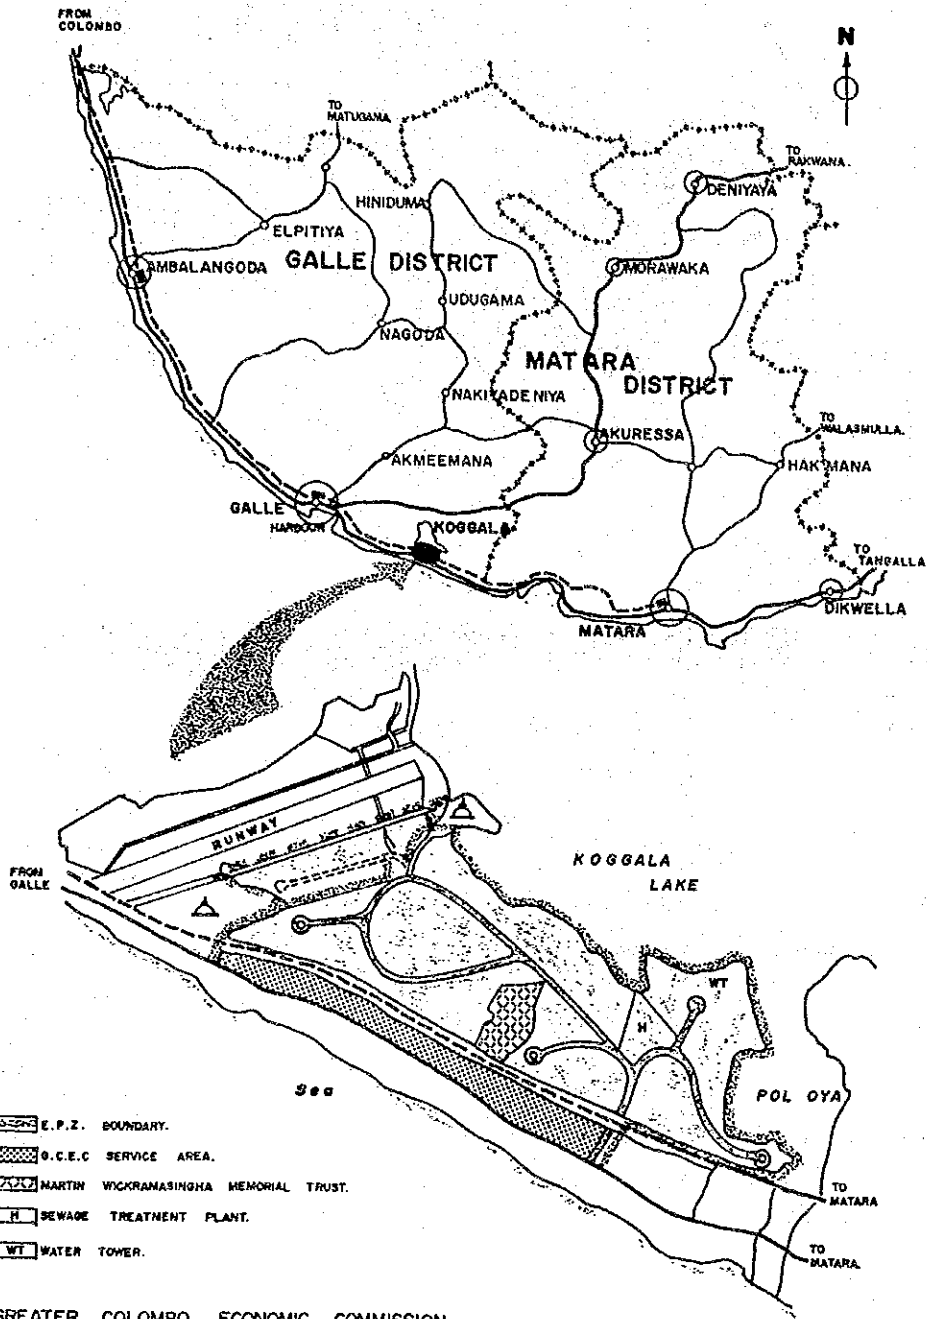 FROM
COLOMBO
N
TO
MATUGAMA
TO
RAKWANA.
DENIYAYA
HINIDUMA
ELPITIYA
GALLE DISTRICT
AMBALANGODA
MORAWAKA
UDUGAMA
NAGODA
MATARA
DISTRICT
NAKIYADENIYA
TO
WALASMULLA.
AKURESSA
AKMEEMANA
HAKMANA
GALLE
HARBOUR
KOGGALA
TO
TANGALLA
DIKWELLA
MATARA
RUNWAY
FROM
GALLE
KOGGALA
LAKE
WT
H
Sea
POL OYA
E.P.Z. BOUNDARY.
G.C.E.C SERVICE AREA.
MARTIN WICKRAMASINGHA MEMORIAL TRUST.
H SEWAGE TREATMENT PLANT.
WT WATER TOWER.
TO
MATARA
TO
MATARA.
GREATER COLOMBO ECONOMIC COMMISSION